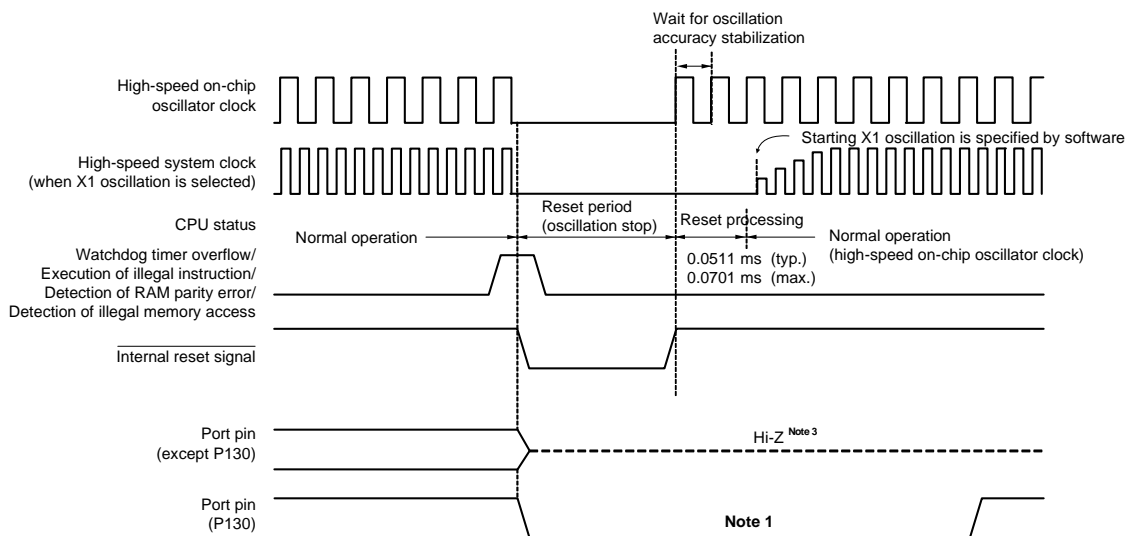 Wait for oscillation
accuracy stabilization
High-speed on-chip
oscillator clock
Starting X1 oscillation is specified by software
High-speed system clock
(when X1 oscillation is selected)
CPU status
Normal operation
Reset period
(oscillation stop)
Reset processing
0.0511 ms (typ.)
0.0701 ms (max.)
Normal operation
(high-speed on-chip oscillator clock)
Watchdog timer overflow/
Execution of illegal instruction/
Detection of RAM parity error/
Detection of illegal memory access
Internal reset signal
Port pin
(except P130)
Hi-Z Note 3
Port pin
(P130)
Note 1